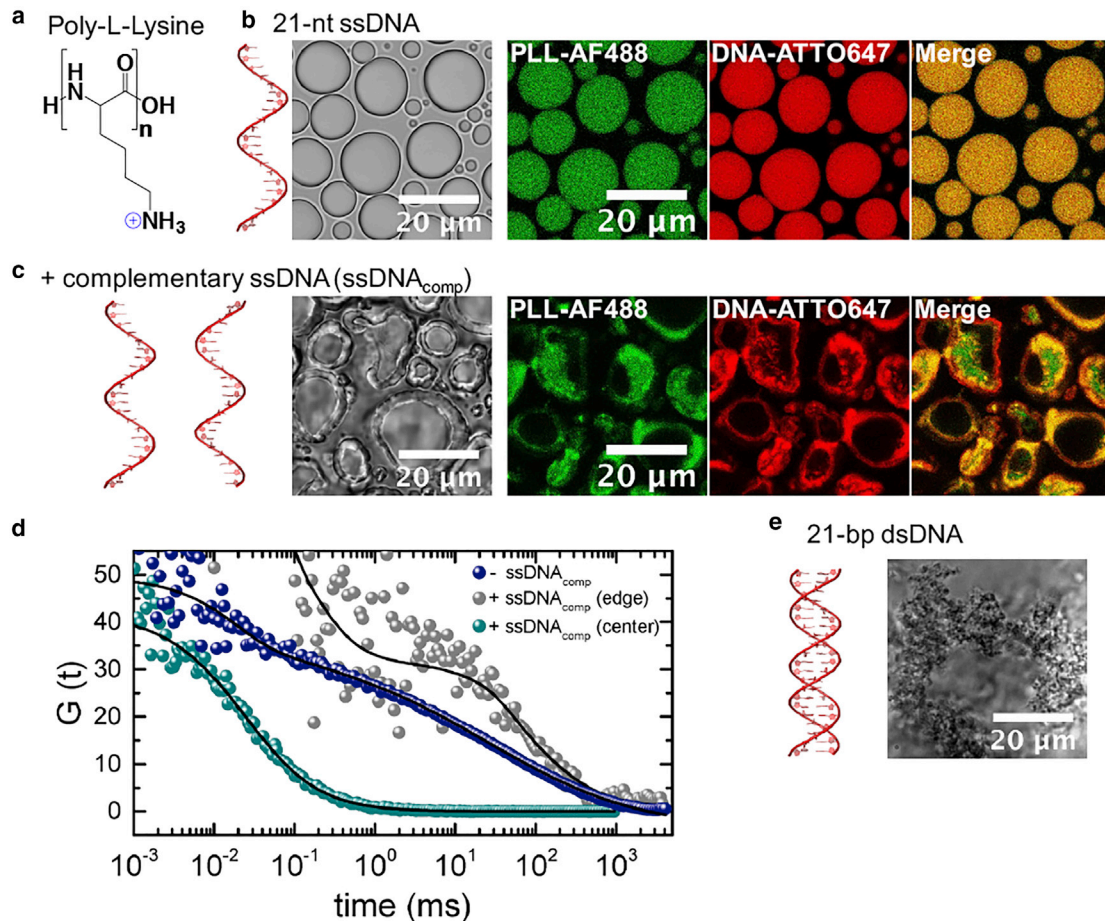 a
Poly-L-Lysine
H
N
H
O
OH
n
+
NH3
b 21-nt ssDNA
20 μm
PLL-AF488
20 μm
DNA-ATTO647
Merge
c + complementary ssDNA (ssDNAcomp)
20 μm
PLL-AF488
20 μm
DNA-ATTO647
Merge
d
G (t)
50
40
30
20
10
0
- ssDNAcomp
+ ssDNAcomp (edge)
+ ssDNAcomp (center)
10-3 10-2 10-1 100 101 102 103
time (ms)
e 21-bp dsDNA
20 μm